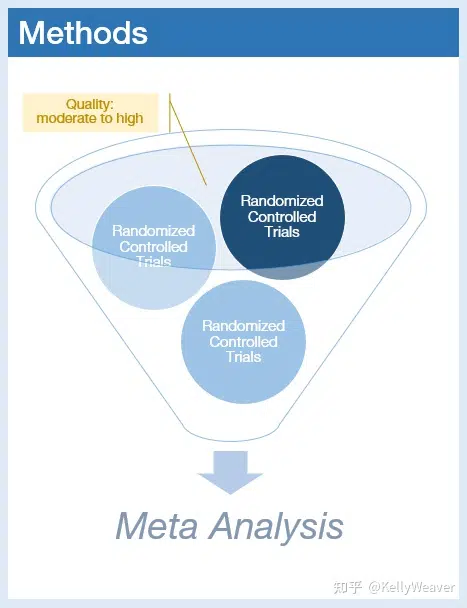 Methods
Quality:
moderate to high
Randomized
Controlled
Trials
Randomized
Controlled
Trials
Randomized
Controlled
Trials
Meta Analysis
知乎 @KellyWeaver